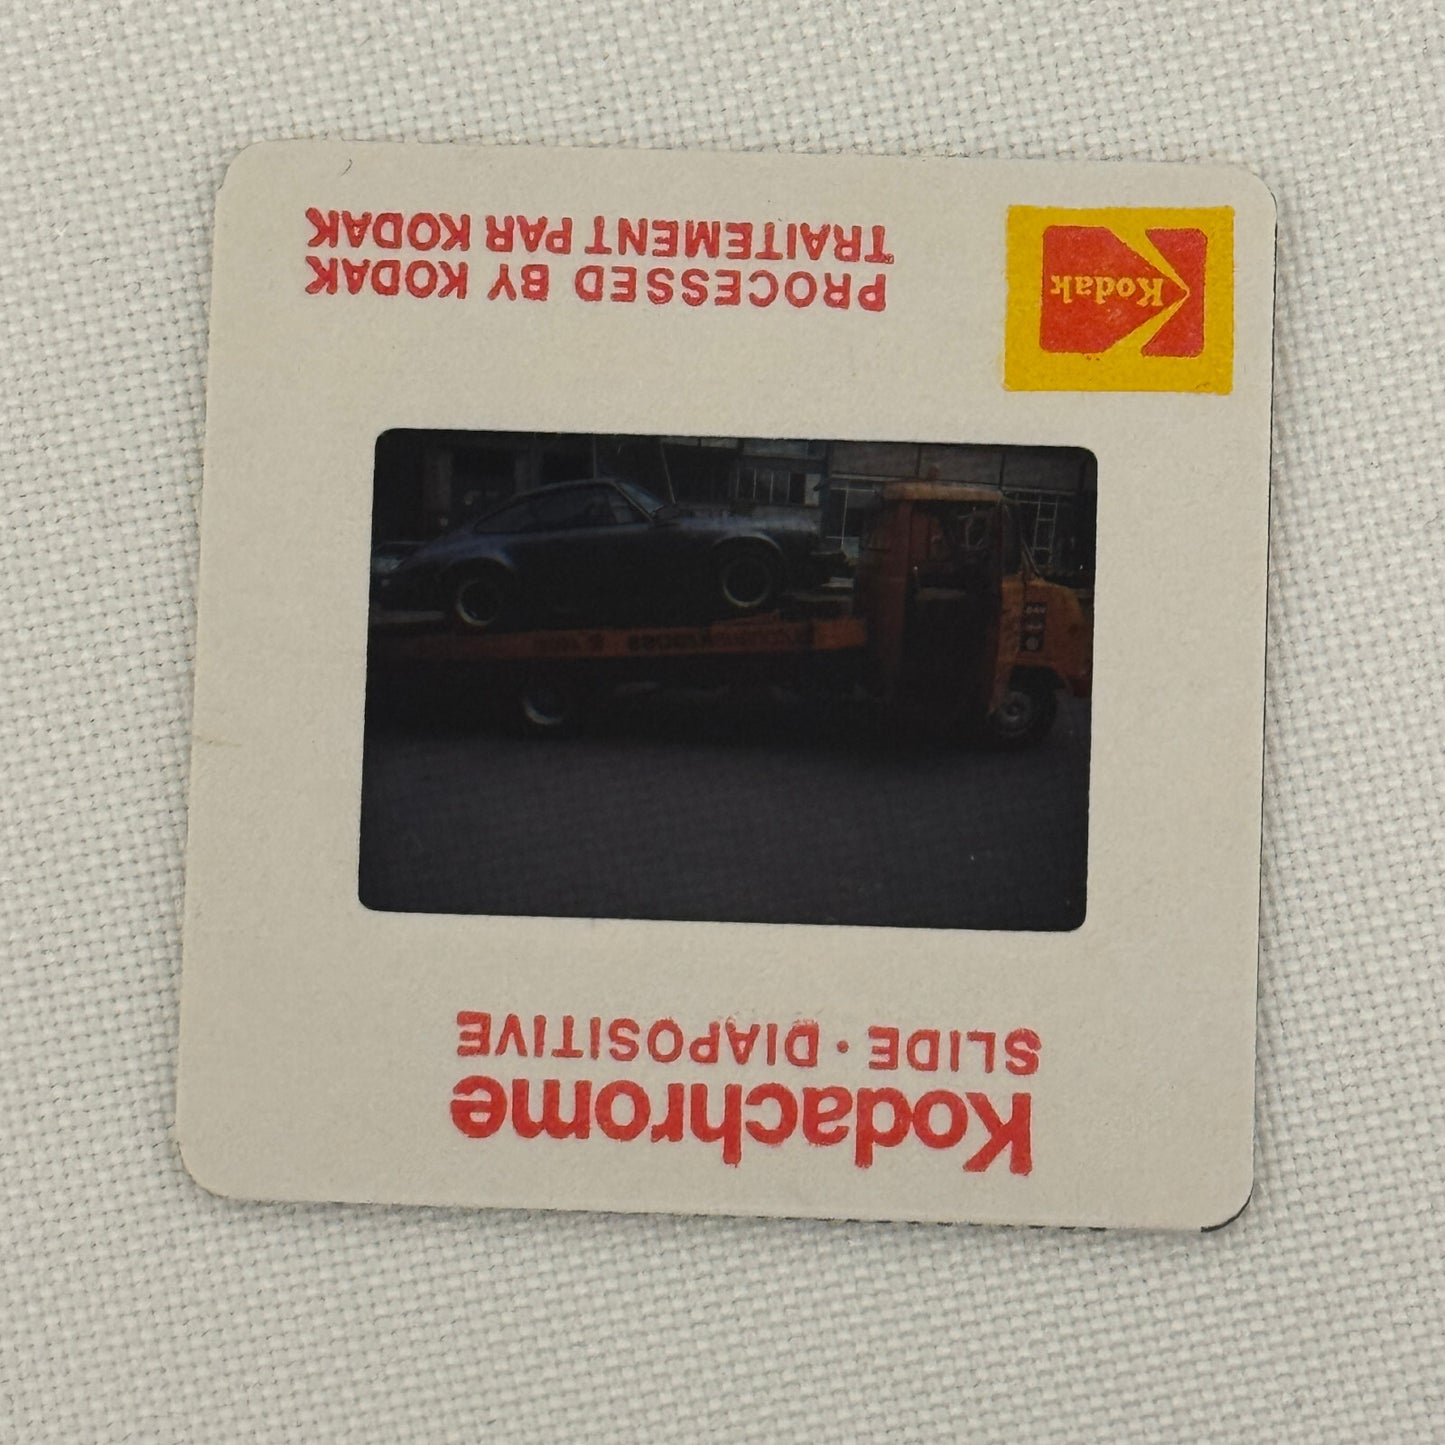 Kodachrome
SLIDE · DIAPOSITIVE
Kodak
PROCESSED BY KODAK
TRAITEMENT PAR KODAK